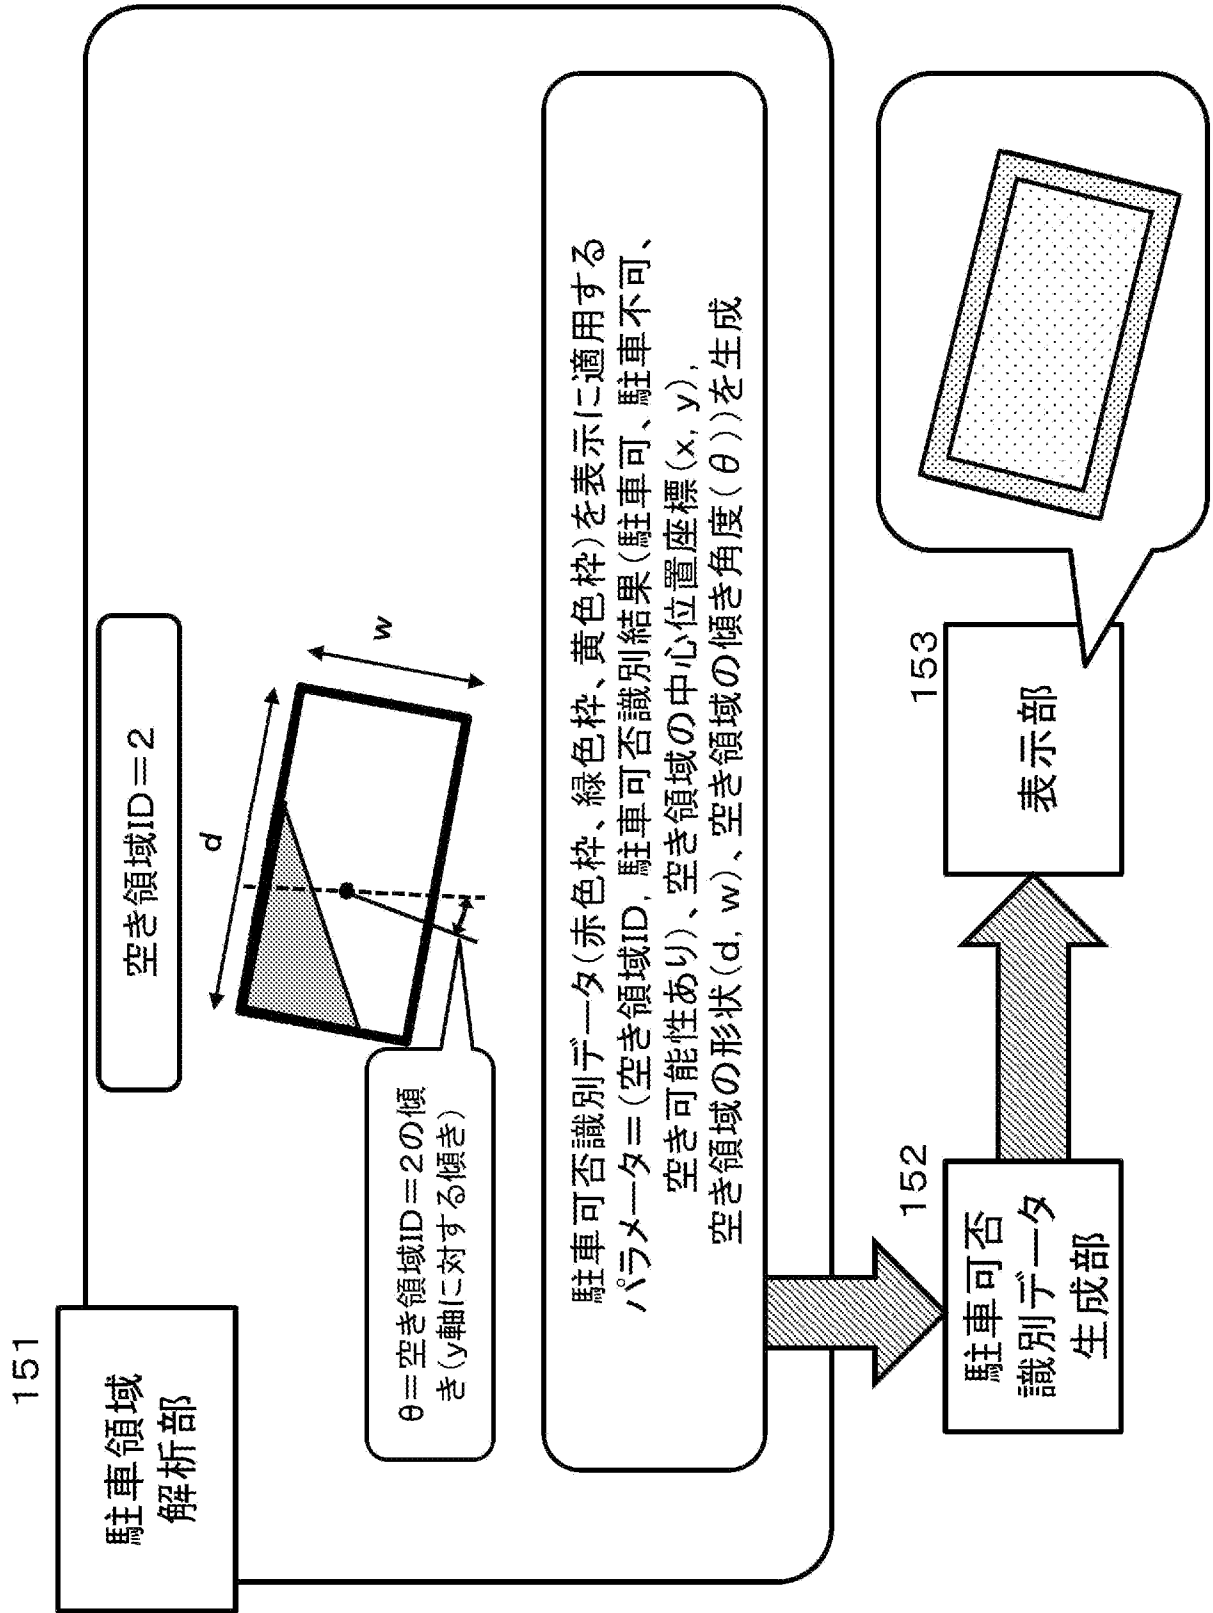 151
駐車領域
解析部
空き領域ID=2
d
w
θ=空き領域ID=2の傾
き(y軸に対する傾き)
駐車可否識別データ(赤色枠、緑色枠、黄色枠)を表示に適用する
パラメータ=(空き領域ID, 駐車可否識別結果(駐車可、駐車不可、
空き可能性あり)、空き領域の中心位置座標(x, y),
空き領域の形状(d, w)、空き領域の傾き角度(θ))を生成
152
駐車可否
識別データ
生成部
153
表示部